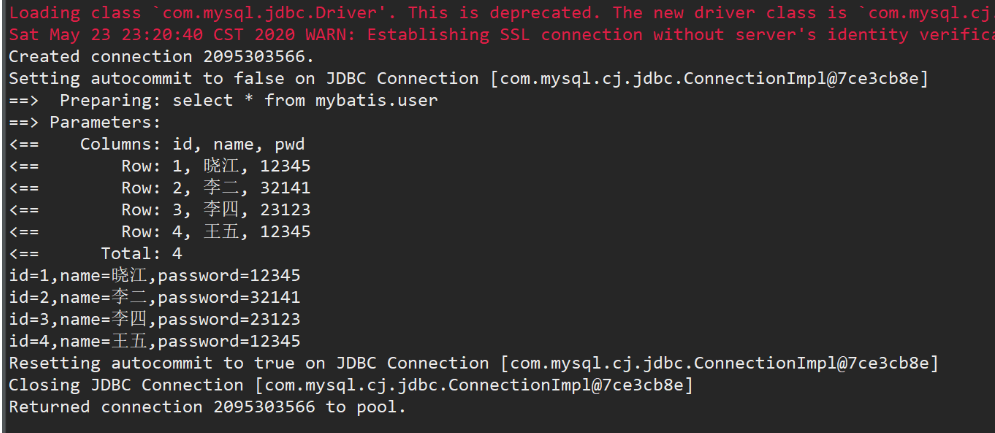 Loading class `com.mysql.jdbc.Driver'. This is deprecated. The new driver class is `com.mysql.cj
Sat May 23 23:20:40 CST 2020 WARN: Establishing SSL connection without server's identity verifica
Created connection 2095303566.
Setting autocommit to false on JDBC Connection [com.mysql.cj.jdbc.ConnectionImpl@7ce3cb8e]
==>  Preparing: select * from mybatis.user
==> Parameters:
<==    Columns: id, name, pwd
<==        Row: 1, 晓江, 12345
<==        Row: 2, 李二, 32141
<==        Row: 3, 李四, 23123
<==        Row: 4, 王五, 12345
<==      Total: 4
id=1,name=晓江,password=12345
id=2,name=李二,password=32141
id=3,name=李四,password=23123
id=4,name=王五,password=12345
Resetting autocommit to true on JDBC Connection [com.mysql.cj.jdbc.ConnectionImpl@7ce3cb8e]
Closing JDBC Connection [com.mysql.cj.jdbc.ConnectionImpl@7ce3cb8e]
Returned connection 2095303566 to pool.